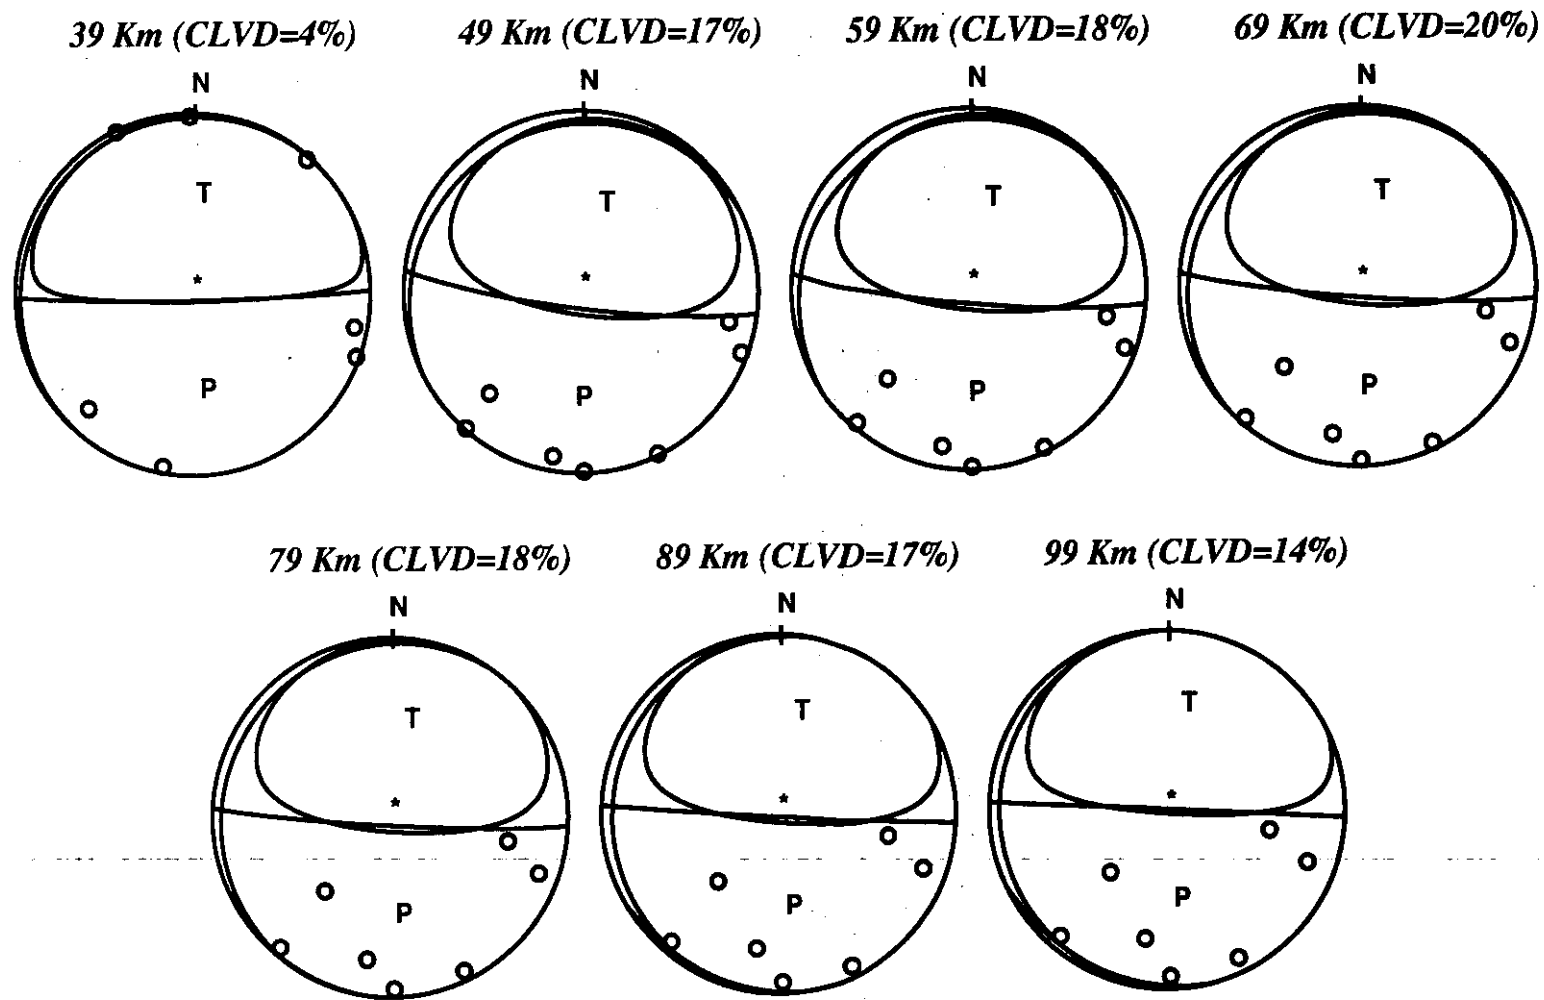 39 Km (CLVD=4%) 49 Km (CLVD=17%) 59 Km (CLVD=18%) 69 Km (CLVD=20%)
N N N N
T T T T
* * * *
P P P P
79 Km (CLVD=18%) 89 Km (CLVD=17%) 99 Km (CLVD=14%)
N N N
T T T
* * *
P P P